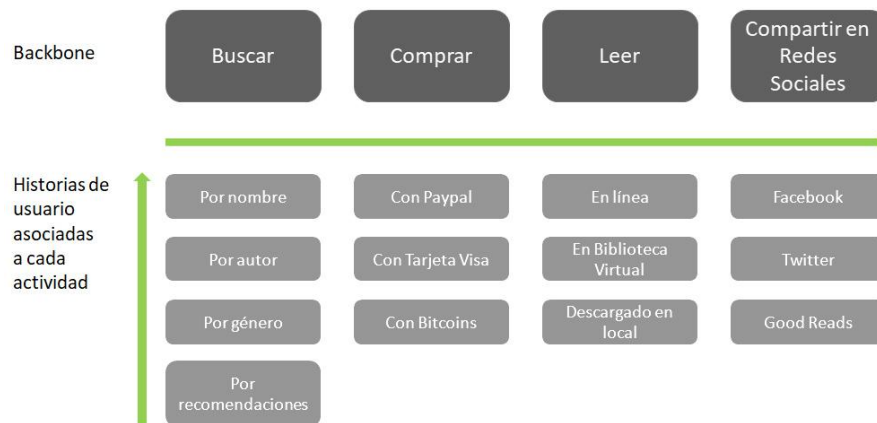 Backbone
Buscar
Comprar
Leer
Compartir en
Redes
Sociales
Historias de
usuario
asociadas
a cada
actividad
Por nombre
Con Paypal
En línea
Facebook
Por autor
Con Tarjeta Visa
En Biblioteca
Virtual
Twitter
Por género
Con Bitcoins
Descargado en
local
Good Reads
Por
recomendaciones